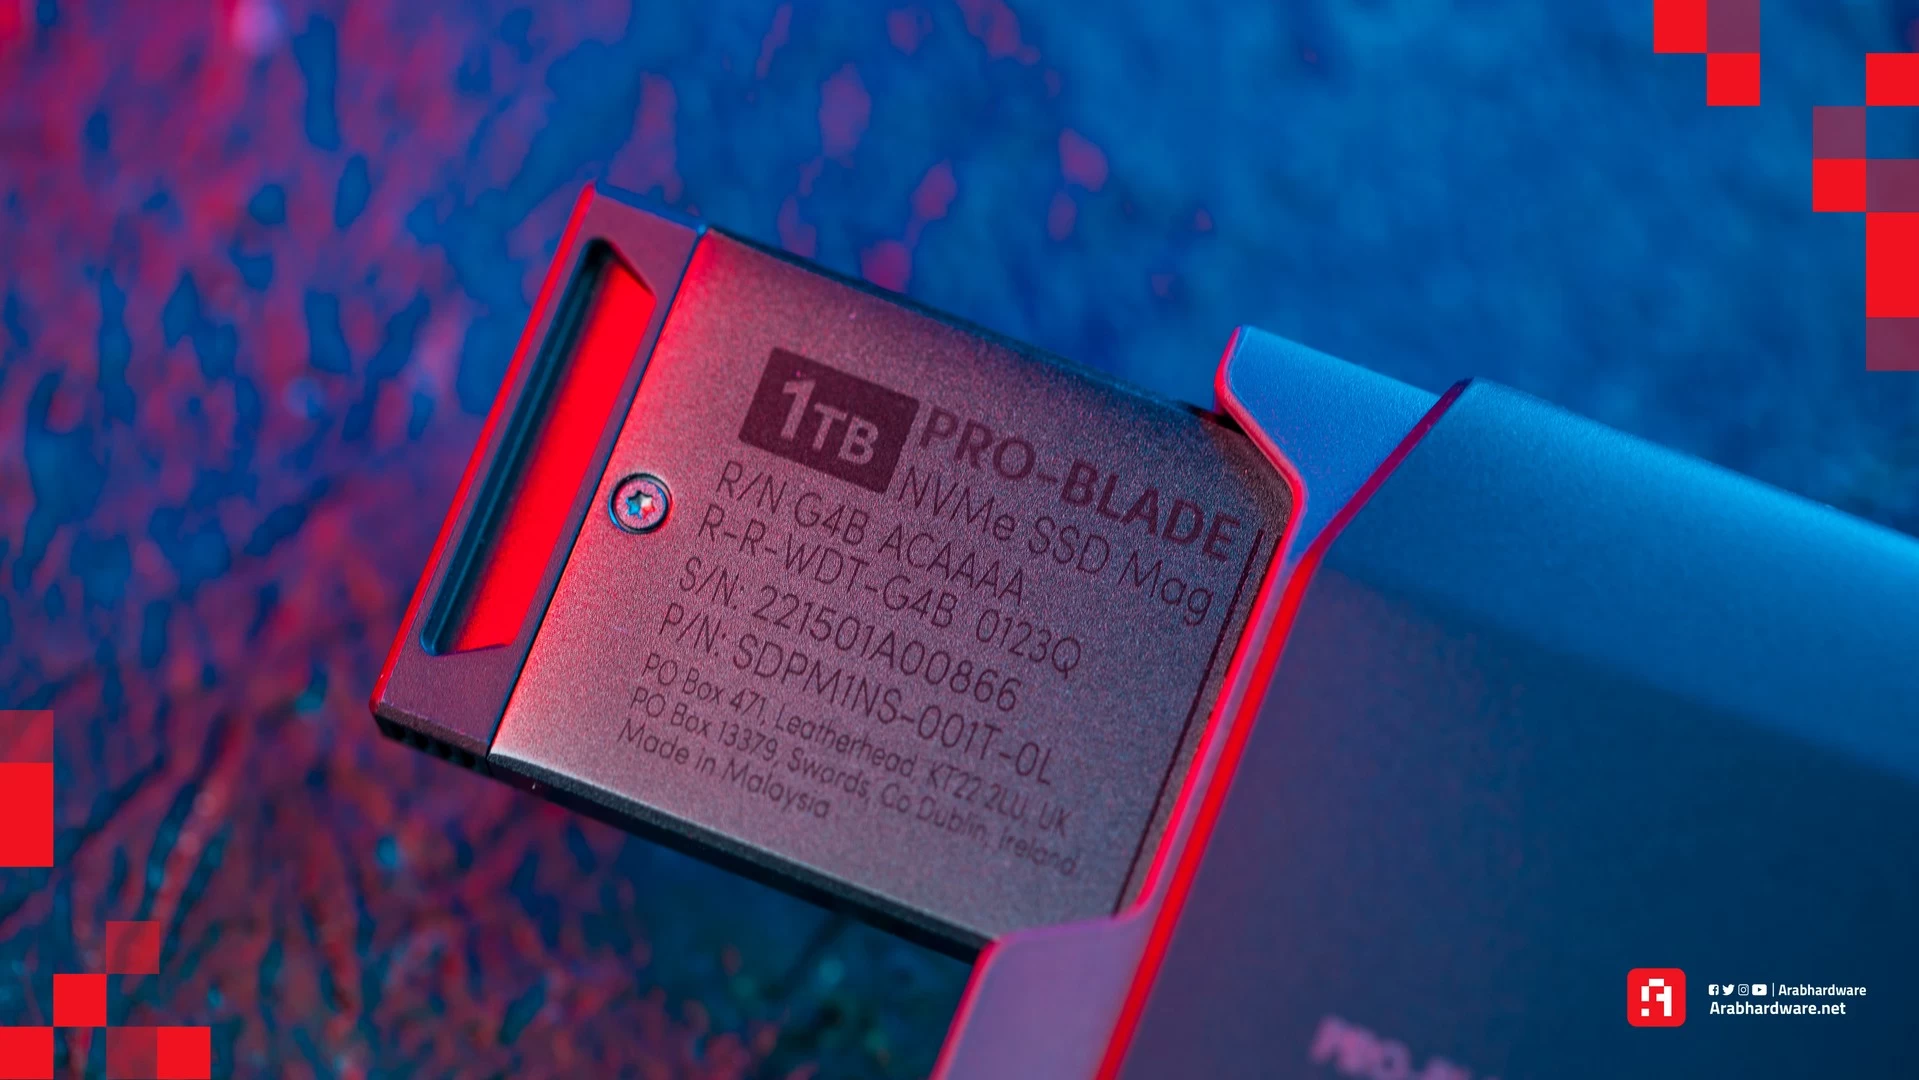 1TB PRO-BLADE
NVMe SSD Mag
R/N G4B ACAAAA
R-R-WDT-G4B 0123Q
S/N: 221501A00866
P/N: SDPM1NS-001T-0L
PO Box 471, Leatherhead, KT22 2LU, UK
PO Box 13379, Swords, Co Dublin, Ireland
Made in Malaysia
| Arabhardware
Arabhardware.net